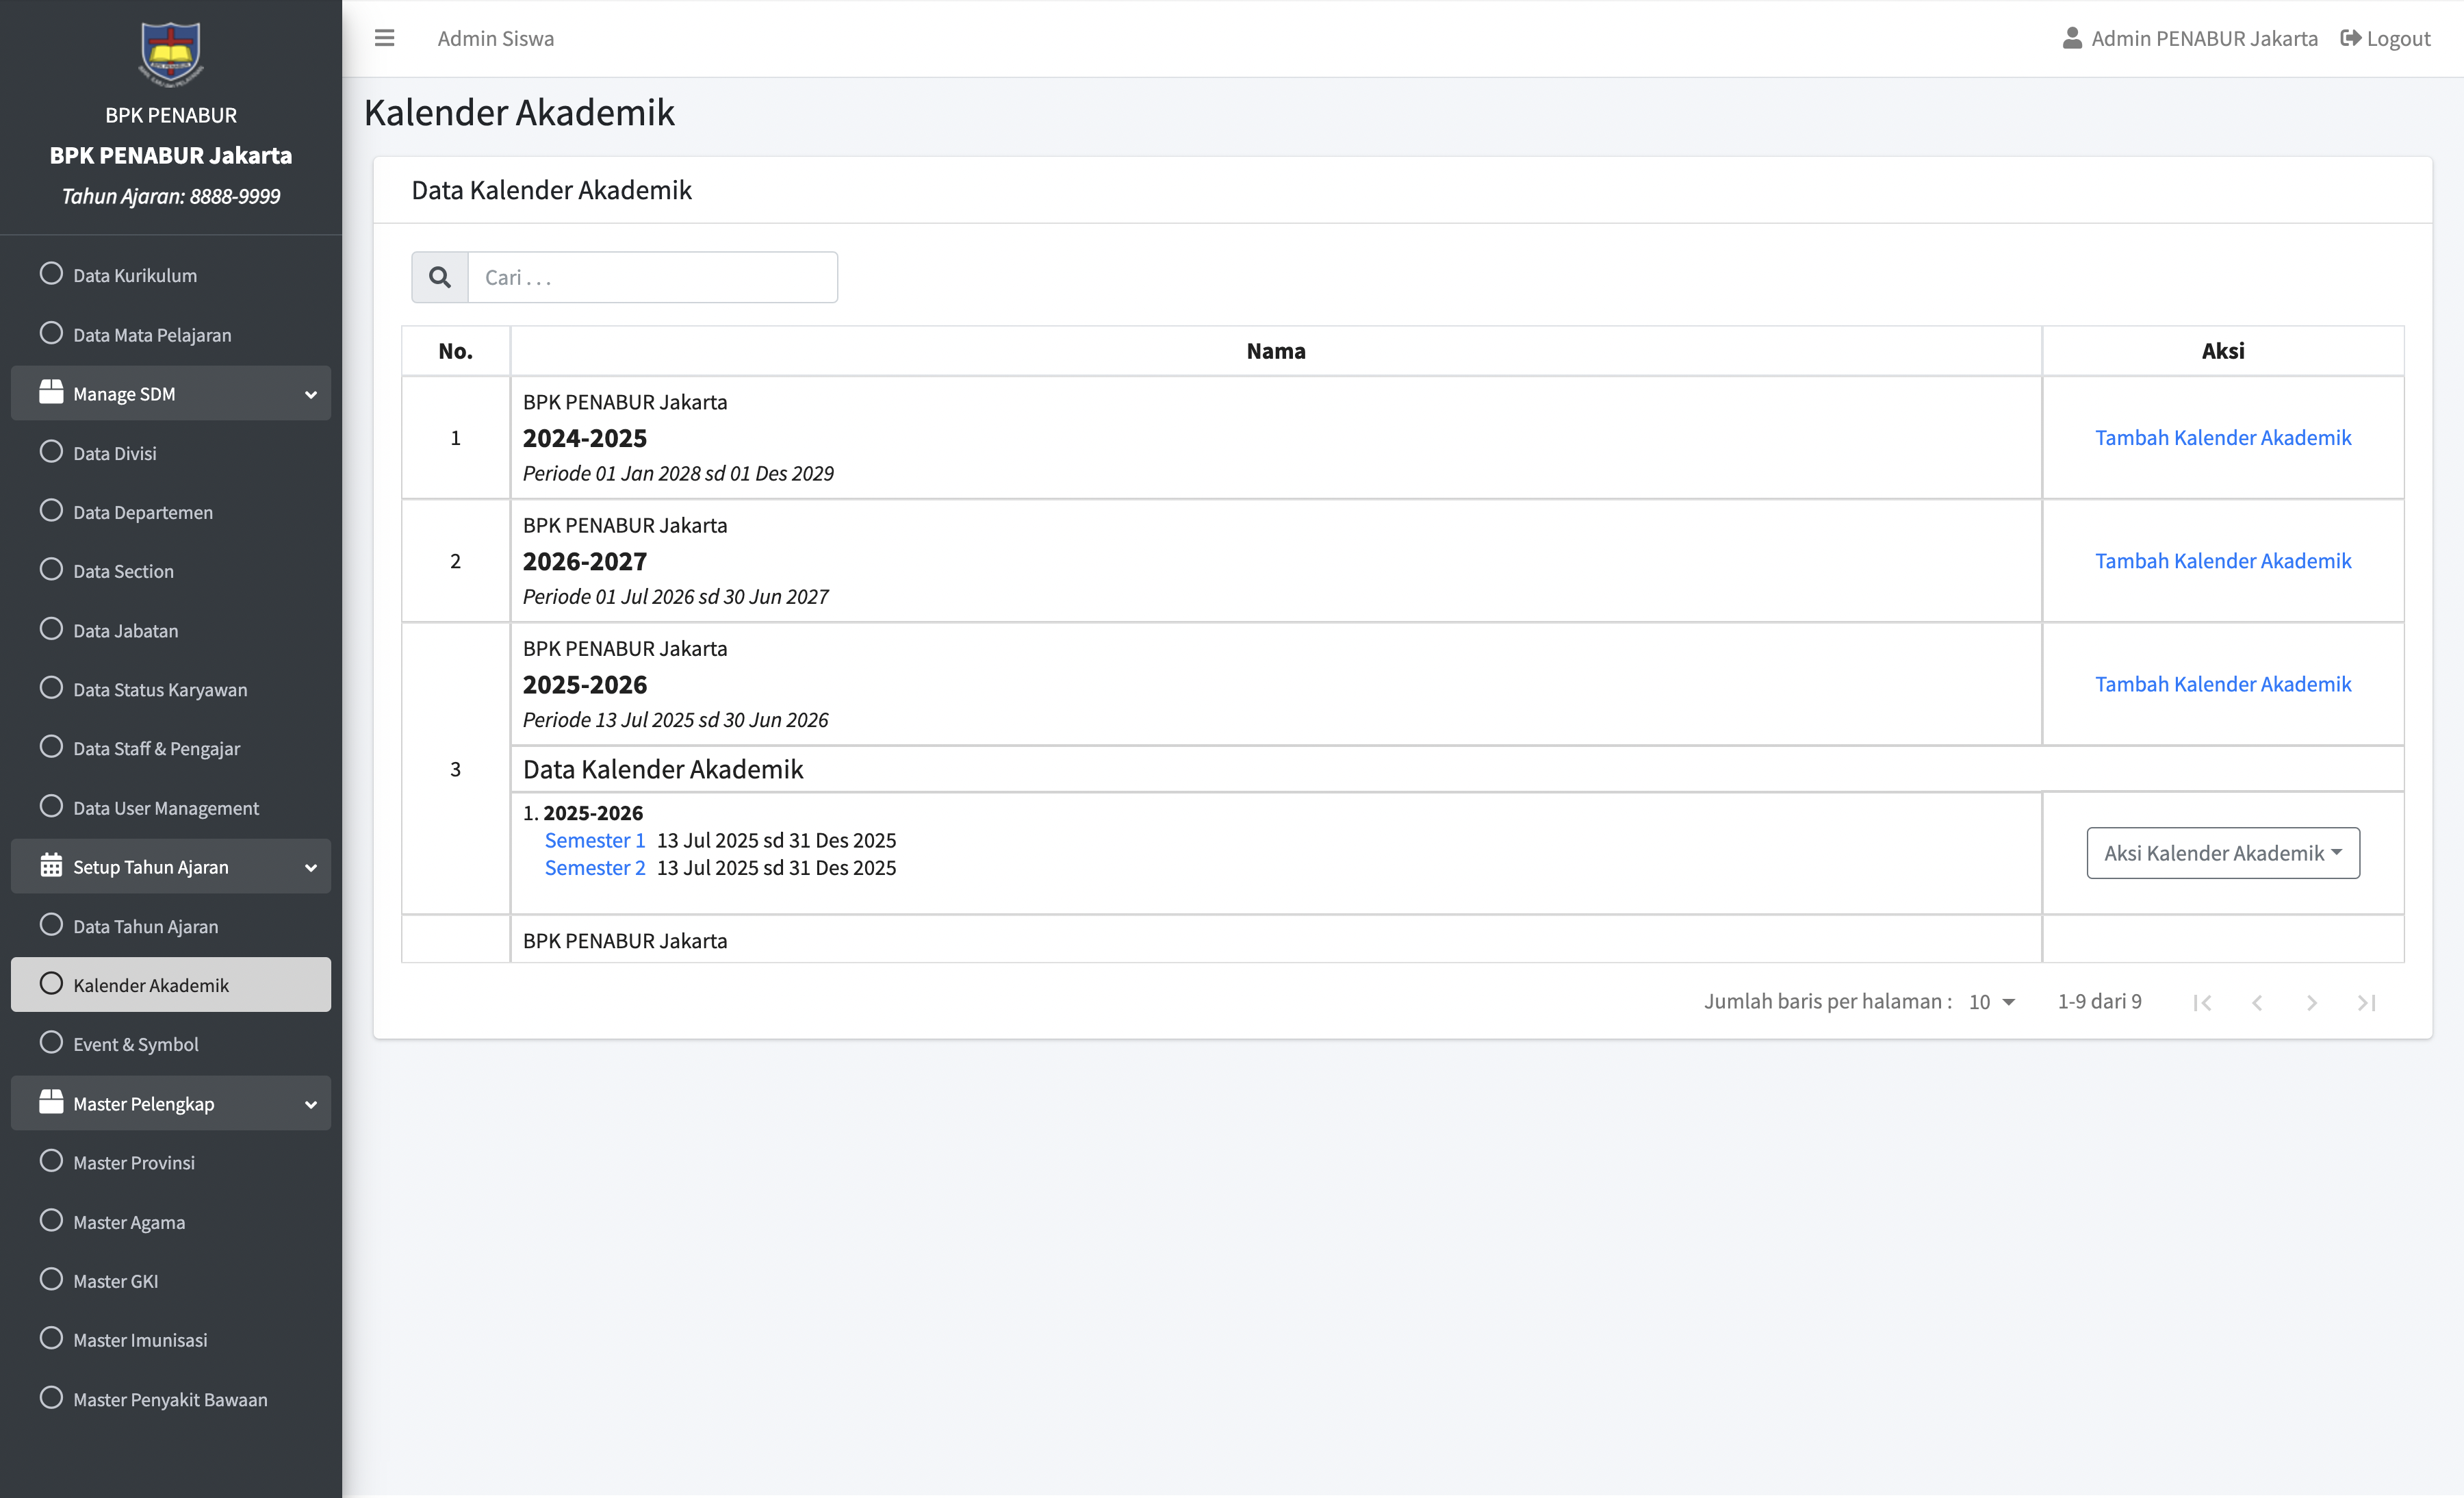 BPK PENABUR
BPK PENABUR Jakarta
Tahun Ajaran: 8888-9999
Data Kurikulum
Data Mata Pelajaran
Manage SDM
Data Divisi
Data Departemen
Data Section
Data Jabatan
Data Status Karyawan
Data Staff & Pengajar
Data User Management
Setup Tahun Ajaran
Data Tahun Ajaran
Kalender Akademik
Event & Symbol
Master Pelengkap
Master Provinsi
Master Agama
Master GKI
Master Imunisasi
Master Penyakit Bawaan
Admin Siswa
Admin PENABUR Jakarta
Logout
Kalender Akademik
Data Kalender Akademik
Cari . . .
No. Nama Aksi
1
BPK PENABUR Jakarta
2024-2025
Periode 01 Jan 2028 sd 01 Des 2029
Tambah Kalender Akademik
2
BPK PENABUR Jakarta
2026-2027
Periode 01 Jul 2026 sd 30 Jun 2027
Tambah Kalender Akademik
3
BPK PENABUR Jakarta
2025-2026
Periode 13 Jul 2025 sd 30 Jun 2026
Tambah Kalender Akademik
Data Kalender Akademik
1. 2025-2026
Semester 1 13 Jul 2025 sd 31 Des 2025
Semester 2 13 Jul 2025 sd 31 Des 2025
Aksi Kalender Akademik
BPK PENABUR Jakarta
Jumlah baris per halaman : 10 1-9 dari 9